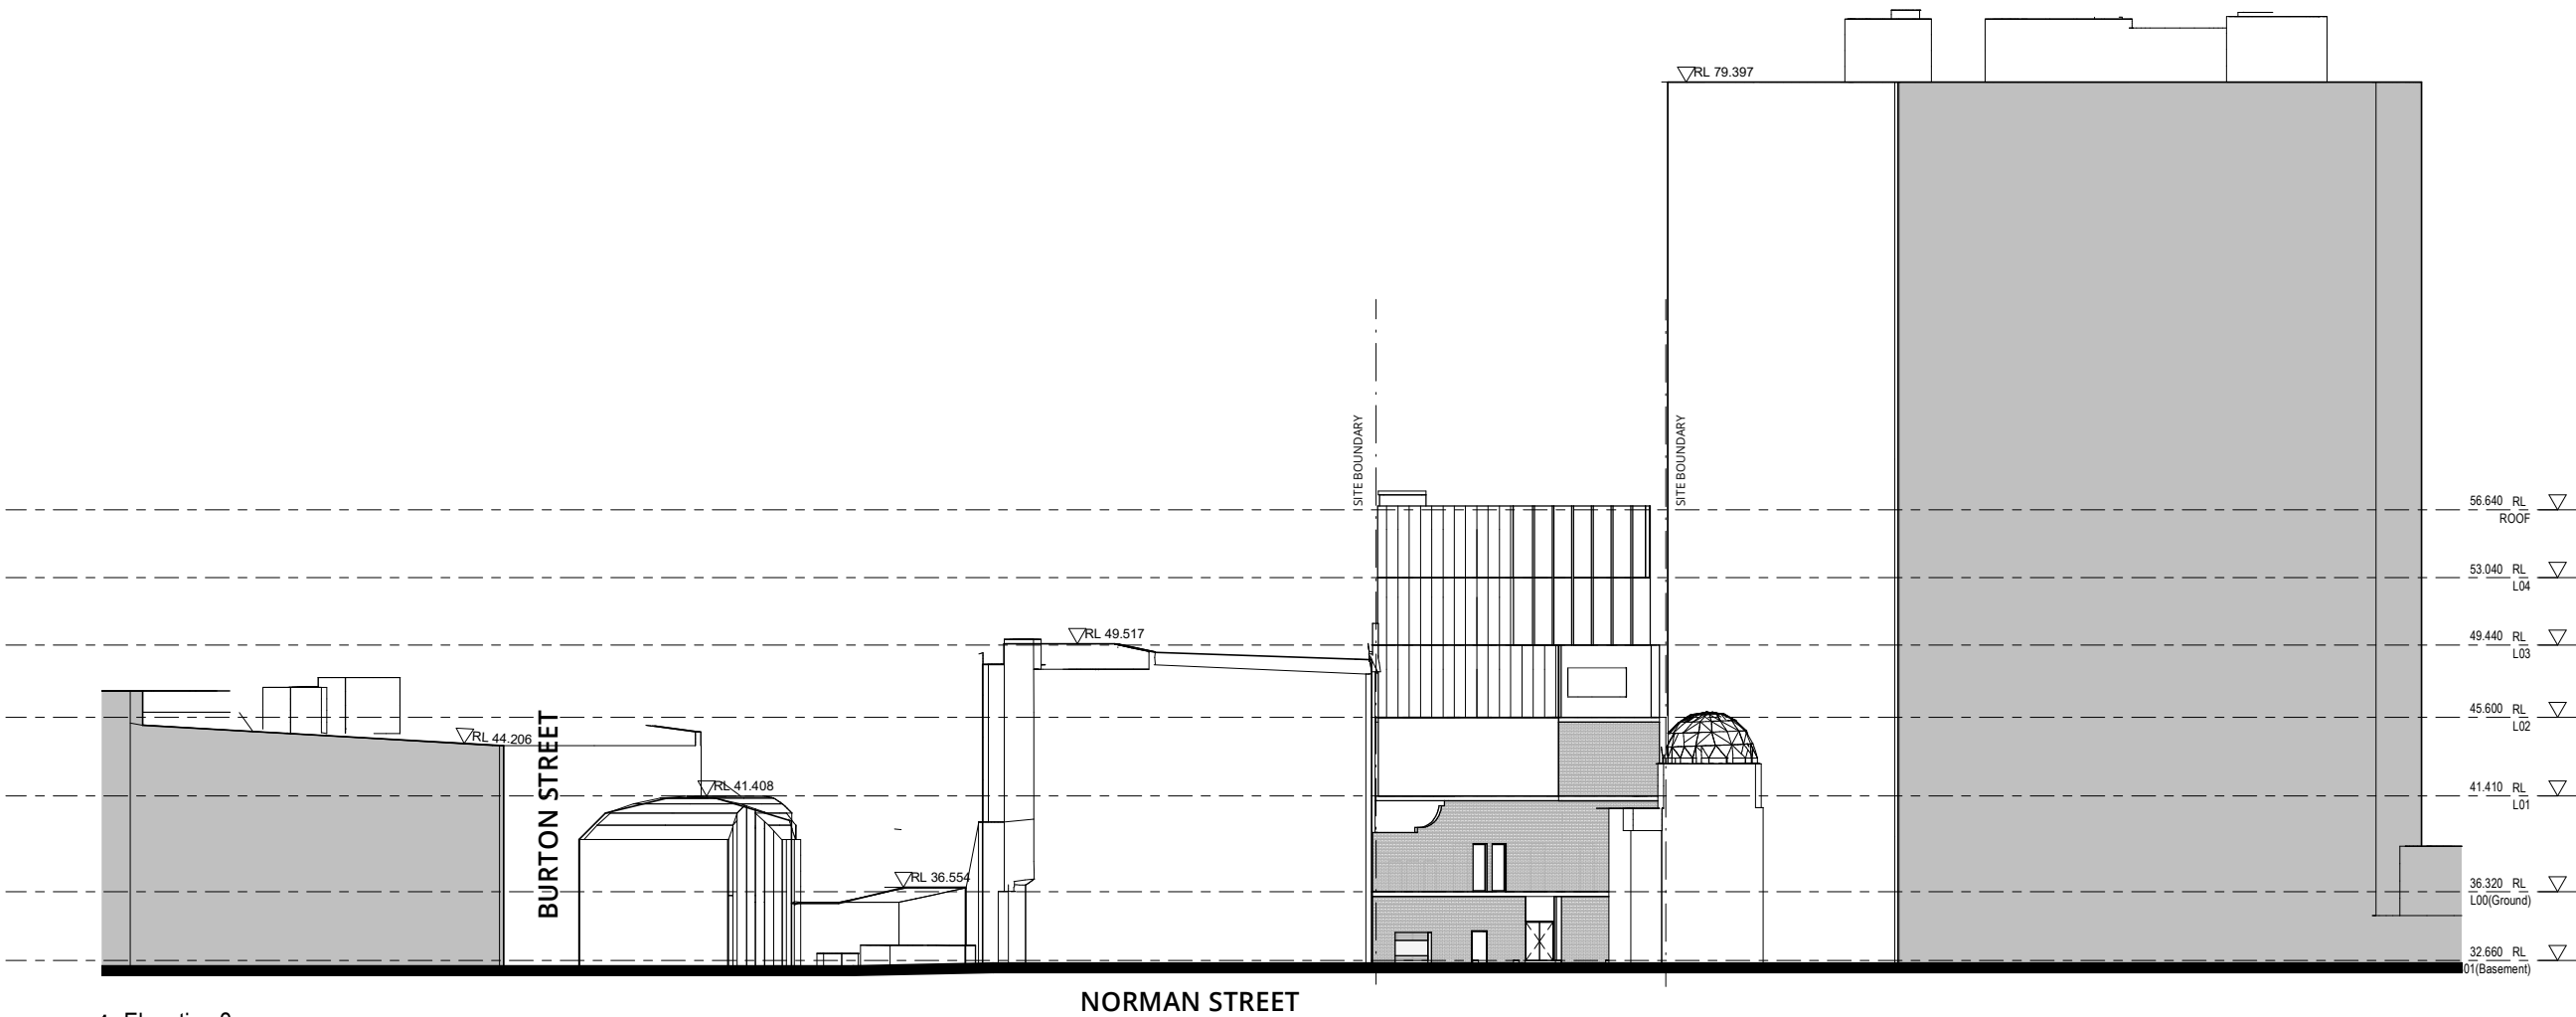 RL 79.397
SITE BOUNDARY
SITE BOUNDARY
56.640 RL
ROOF
53.040 RL
L04
RL 49.517
49.440 RL
L03
45.600 RL
L02
RL 44.206
BURTON STREET
RL 41.408
41.410 RL
L01
RL 36.554
36.320 RL
L00(Ground)
32.660 RL
01(Basement)
NORMAN STREET